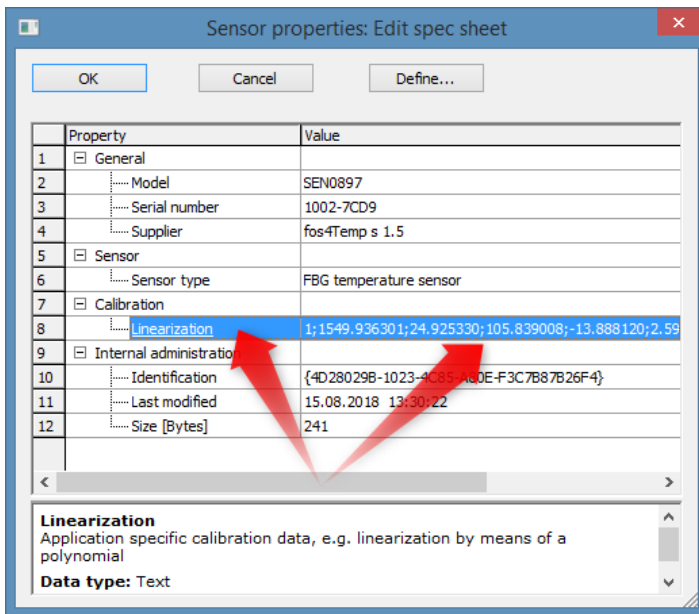 Sensor properties: Edit spec sheet
OK Cancel Define...
Property Value
1 General
2 Model SEN0897
3 Serial number 1002-7CD9
4 Supplier fos4Temp s 1.5
5 Sensor
6 Sensor type FBG temperature sensor
7 Calibration
8 Linearization 1;1549.936301;24.925330;105.839008;-13.888120;2.59
9 Internal administration
10 Identification {4D28029B-1023-4C85-A80E-F3C7B87B26F4}
11 Last modified 15.08.2018 13:30:22
12 Size [Bytes] 241
Linearization
Application specific calibration data, e.g. linearization by means of a
polynomial
Data type: Text